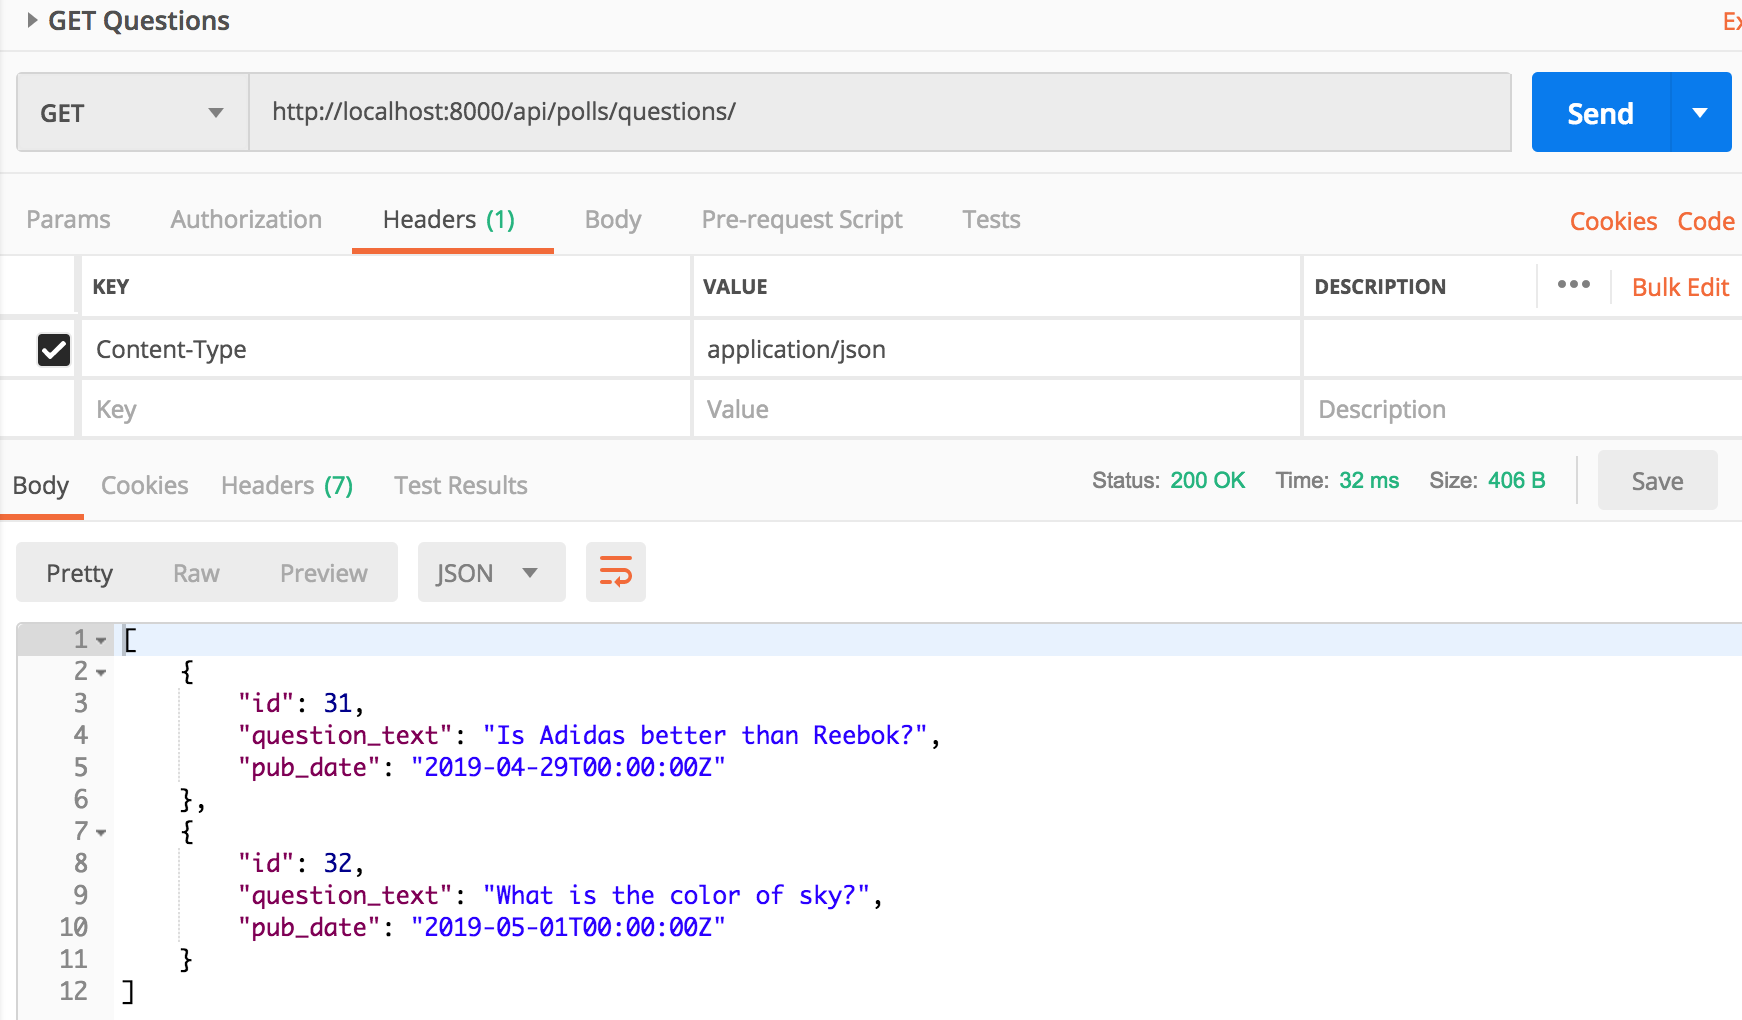 GET Questions
Ex
GET http://localhost:8000/api/polls/questions/ Send
Params Authorization Headers (1) Body Pre-request Script Tests Cookies Code
KEY VALUE DESCRIPTION ••• Bulk Edit
Content-Type application/json
Key Value Description
Body Cookies Headers (7) Test Results Status: 200 OK Time: 32 ms Size: 406 B Save
Pretty Raw Preview JSON
1 [
2 {
3 "id": 31,
4 "question_text": "Is Adidas better than Reebok?",
5 "pub_date": "2019-04-29T00:00:00Z"
6 },
7 {
8 "id": 32,
9 "question_text": "What is the color of sky?",
10 "pub_date": "2019-05-01T00:00:00Z"
11 }
12 ]